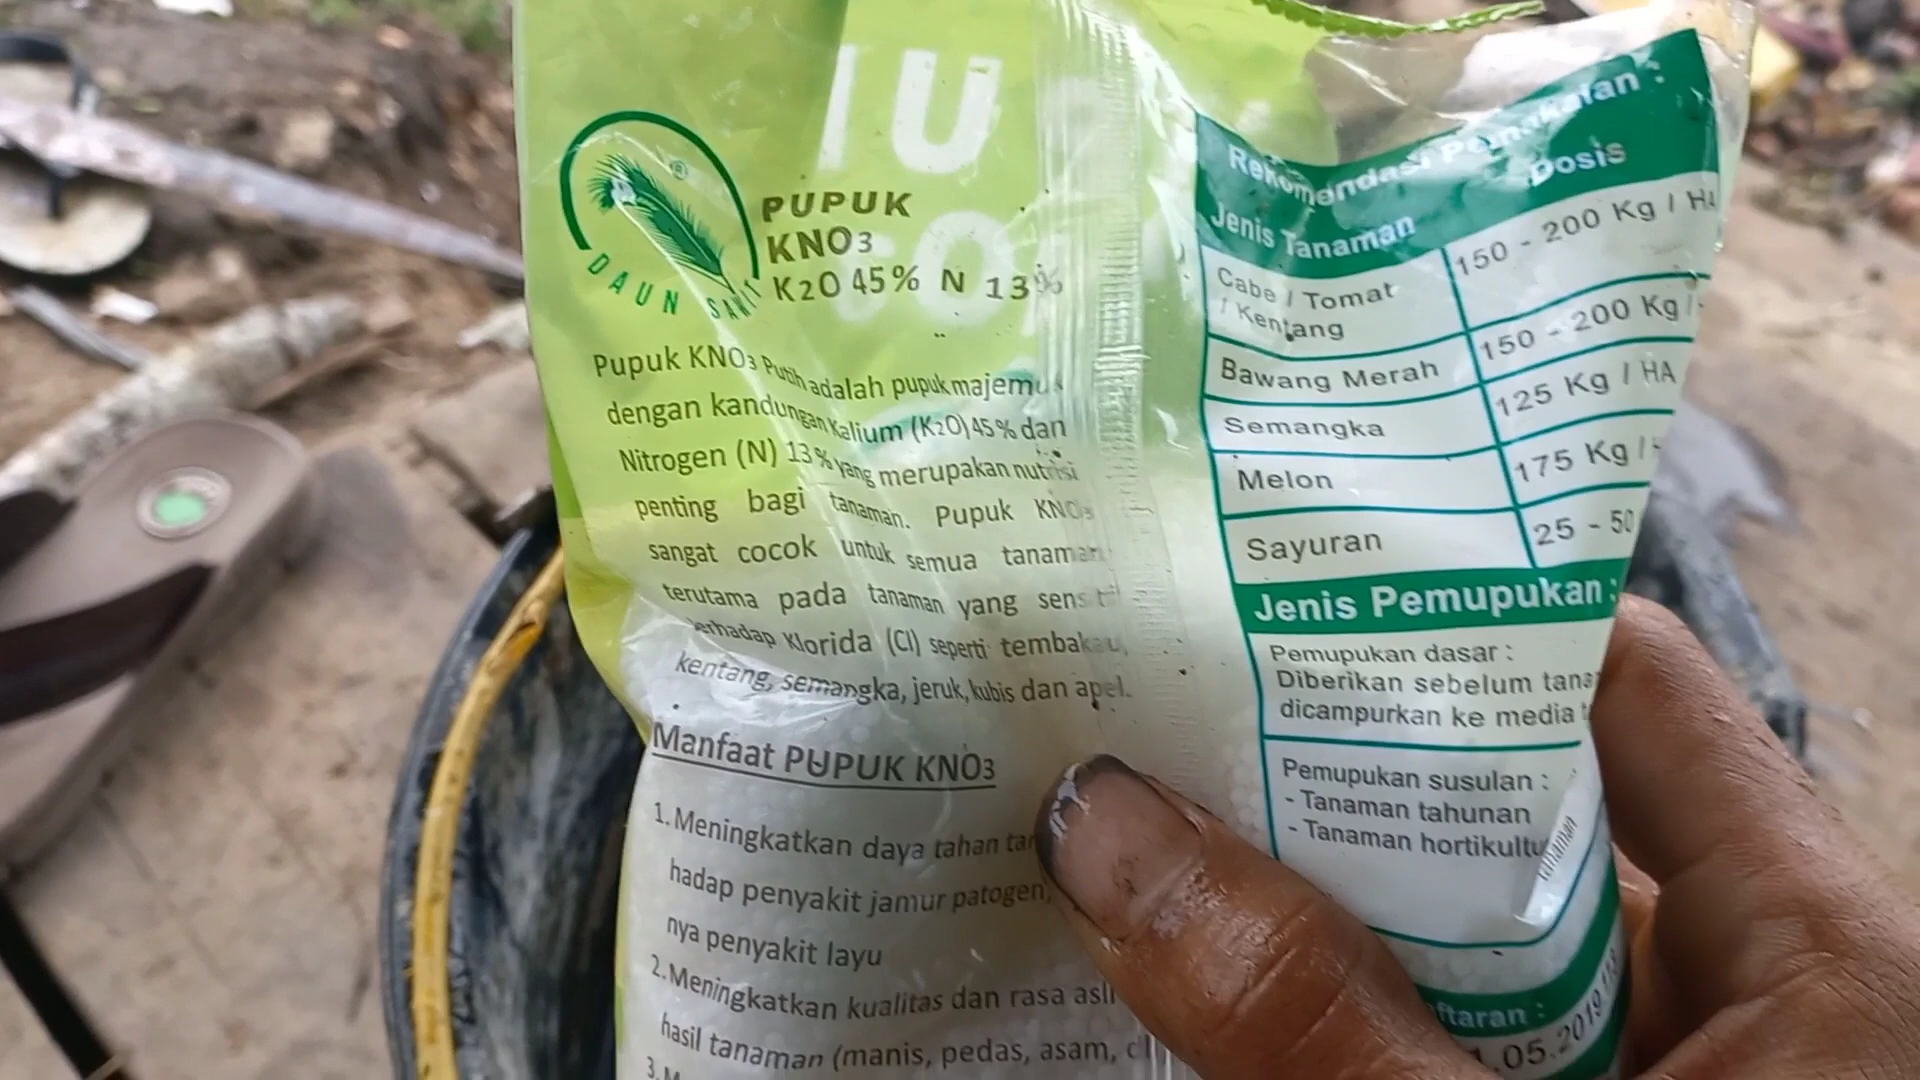 DAUN SAWIT
PUPUK
KNO3
K2O 45% N 13%
Pupuk KNO3 Putih adalah pupuk majemuk
dengan kandungan Kalium (K2O) 45% dan
Nitrogen (N) 13% yang merupakan nutrisi
penting bagi tanaman. Pupuk KNO3
sangat cocok untuk semua tanaman
terutama pada tanaman yang sensitif
terhadap Klorida (Cl) seperti tembakau,
kentang, semangka, jeruk, kubis dan apel.
Manfaat PUPUK KNO3
1. Meningkatkan daya tahan
hadap penyakit jamur patogen,
nya penyakit layu
2. Meningkatkan kualitas dan rasa asli
hasil tanaman (manis, pedas, asam,
3.
Rekomendasi Pemakaian :
Jenis Tanaman Dosis
Cabe / Tomat
/ Kentang
150 - 200 Kg / HA
Bawang Merah 150 - 200 Kg /
Semangka 125 Kg / HA
Melon 175 Kg /
Sayuran 25 - 50
Jenis Pemupukan :
Pemupukan dasar :
Diberikan sebelum
dicampurkan ke media
Pemupukan susulan :
- Tanaman tahunan
- Tanaman hortikultu
ftaran :
.05.2019